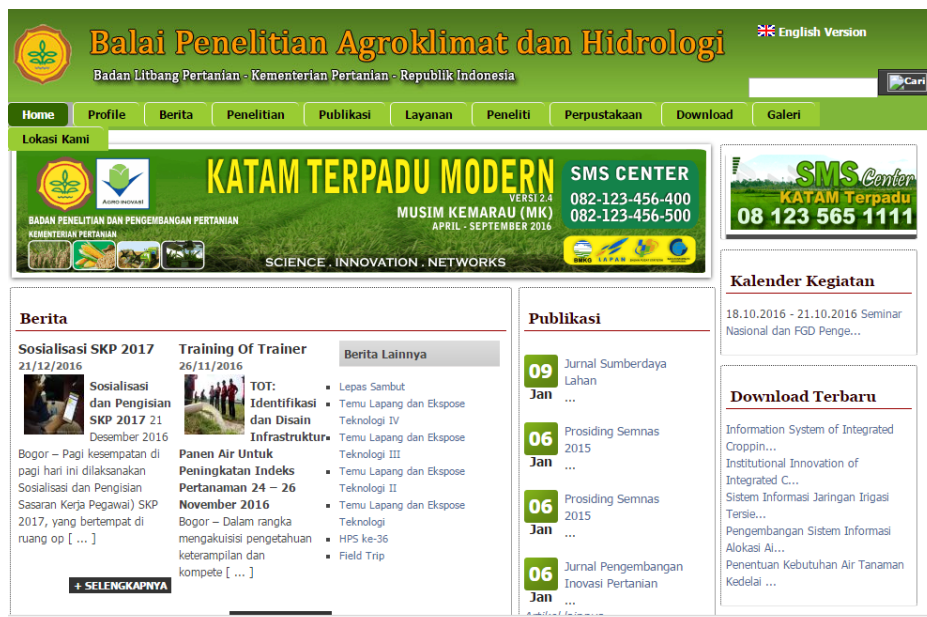 Balai Penelitian Agroklimat dan Hidrologi
Badan Litbang Pertanian - Kementerian Pertanian - Republik Indonesia
English Version
Cari
Home Profile Berita Penelitian Publikasi Layanan Peneliti Perpustakaan Download Galeri
Lokasi Kami
AGRO INOVASI
BADAN PENELITIAN DAN PENGEMBANGAN PERTANIAN
KEMENTERIAN PERTANIAN
KATAM TERPADU MODERN
VERSI 2.4
MUSIM KEMARAU (MK)
APRIL - SEPTEMBER 2016
SCIENCE . INNOVATION . NETWORKS
SMS CENTER
082-123-456-400
082-123-456-500
BMKG LAPAN
SMS Center
KATAM Terpadu
08 123 565 1111
Kalender Kegiatan
18.10.2016 - 21.10.2016 Seminar
Nasional dan FGD Penge...
Berita
Sosialisasi SKP 2017
21/12/2016
Sosialisasi
dan Pengisian
SKP 2017 21
Desember 2016
Bogor – Pagi kesempatan di
pagi hari ini dilaksanakan
Sosialisasi dan Pengisian
Sasaran Kerja Pegawai) SKP
2017, yang bertempat di
ruang op [ ... ]
+ SELENGKAPNYA
Training Of Trainer
26/11/2016
TOT:
Identifikasi
dan Disain
Infrastruktur
Panen Air Untuk
Peningkatan Indeks
Pertanaman 24 – 26
November 2016
Bogor – Dalam rangka
mengakuisisi pengetahuan
keterampilan dan
kompete [ ... ]
Berita Lainnya
Lepas Sambut
Temu Lapang dan Ekspose
Teknologi IV
Temu Lapang dan Ekspose
Teknologi III
Temu Lapang dan Ekspose
Teknologi II
Temu Lapang dan Ekspose
Teknologi
HPS ke-36
Field Trip
Publikasi
09
Jan
Jurnal Sumberdaya
Lahan
...
06
Jan
Prosiding Semnas
2015
...
06
Jan
Prosiding Semnas
2015
...
06
Jan
Jurnal Pengembangan
Inovasi Pertanian
...
Artikel lainnya
Download Terbaru
Information System of Integrated
Croppin...
Institutional Innovation of
Integrated C...
Sistem Informasi Jaringan Irigasi
Tersie...
Pengembangan Sistem Informasi
Alokasi Ai...
Penentuan Kebutuhan Air Tanaman
Kedelai ...